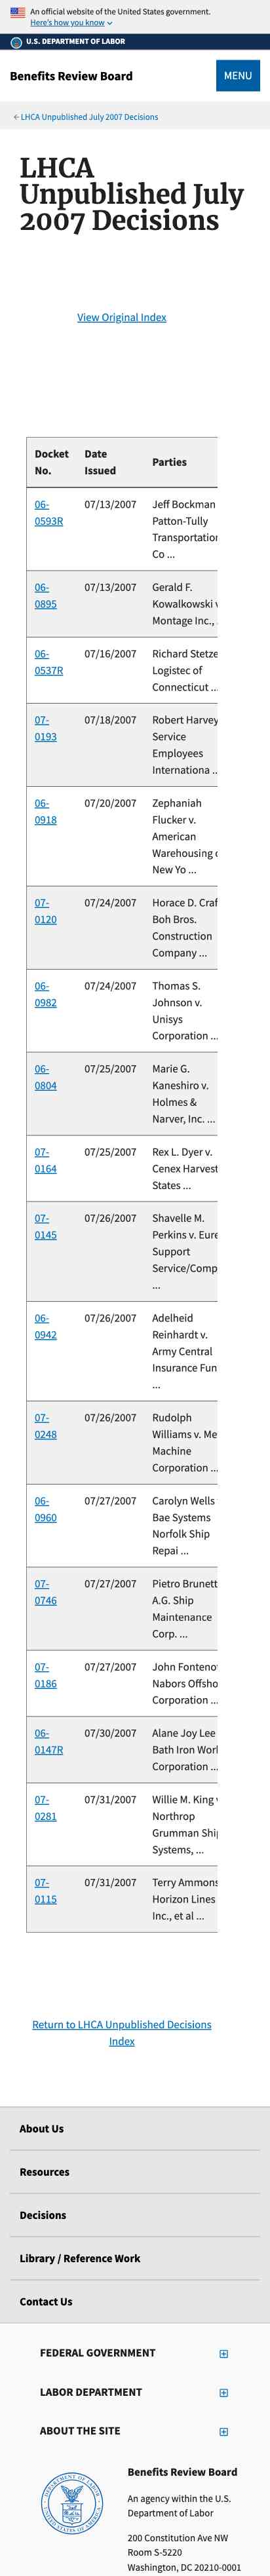 An official website of the United States government.
Here's how you know
U.S. DEPARTMENT OF LABOR
Benefits Review Board
MENU
← LHCA Unpublished July 2007 Decisions
LHCA
Unpublished July
2007 Decisions
View Original Index
Docket No. Date Issued Parties
06-0593R 07/13/2007 Jeff Bockman
Patton-Tully
Transportation
Co ...
06-0895 07/13/2007 Gerald F.
Kowalkowski v
Montage Inc.,
06-0537R 07/16/2007 Richard
Logistec of
Connecticut ...
07-0193 07/18/2007 Robert Harvey
Service
Employees
Internationa ..
06-0918 07/20/2007 Zephaniah
Flucker v.
American
Warehousing
New Yo ...
07-0120 07/24/2007 Horace D.
Boh Bros.
Construction
Company ...
06-0982 07/24/2007 Thomas S.
Johnson v.
Unisys
Corporation ...
06-0804 07/25/2007 Marie G.
Kaneshiro v.
Holmes &
Narver, Inc. ...
07-0164 07/25/2007 Rex L. Dyer v.
Cenex Harvest
States ...
07-0145 07/26/2007 Shavelle M.
Perkins v.
Support
...
06-0942 07/26/2007 Adelheid
Reinhardt v.
Army Central
Insurance
...
07-0248 07/26/2007 Rudolph
Williams v.
Machine
Corporation ...
06-0960 07/27/2007 Carolyn Wells
Bae Systems
Norfolk Ship
Repai ...
07-0746 07/27/2007 Pietro
A.G. Ship
Maintenance
Corp. ...
07-0186 07/27/2007 John
Nabors
Corporation ...
06-0147R 07/30/2007 Alane Joy Lee
Bath Iron
Corporation ...
07-0281 07/31/2007 Willie M. King
Northrop
Grumman
Systems, ...
07-0115 07/31/2007 Terry Ammons
Horizon Lines
Inc., et al ...
Return to LHCA Unpublished Decisions
Index
About Us
Resources
Decisions
Library / Reference Work
Contact Us
FEDERAL GOVERNMENT
LABOR DEPARTMENT
ABOUT THE SITE
Benefits Review Board
An agency within the U.S.
Department of Labor
200 Constitution Ave NW
Room S-5220
Washington, DC 20210-0001